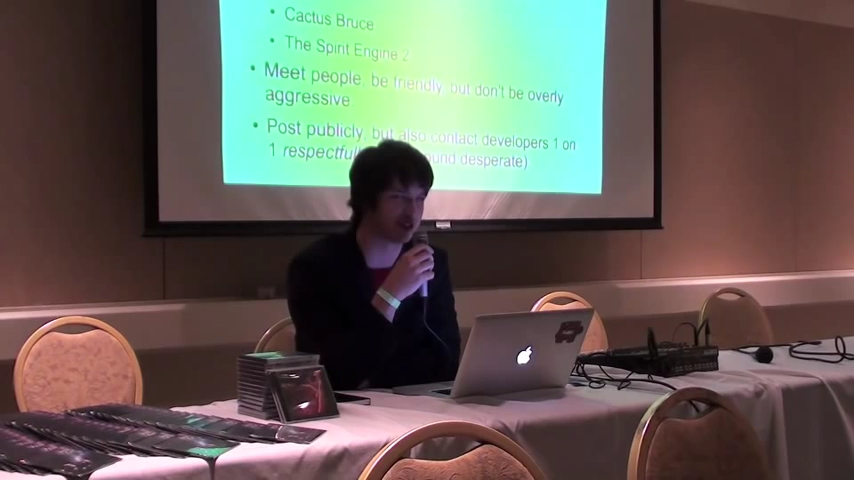 • Cactus Bruce
• The Spirit Engine 2
• Meet people, be friendly, but don't be overly
aggressive
• Post publicly, but also contact developers 1 on
1 respectfully desperate)